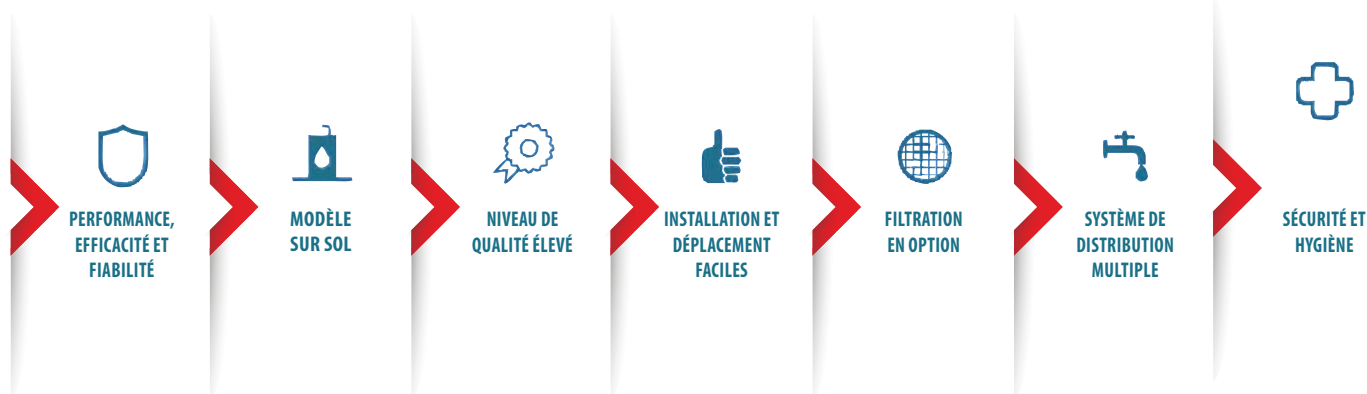 PERFORMANCE,
EFFICACITÉ ET
FIABILITÉ
MODÈLE
SUR SOL
NIVEAU DE
QUALITÉ ÉLEVÉ
INSTALLATION ET
DÉPLACEMENT
FACILES
FILTRATION
EN OPTION
SYSTÈME DE
DISTRIBUTION
MULTIPLE
SÉCURITÉ ET
HYGIÈNE